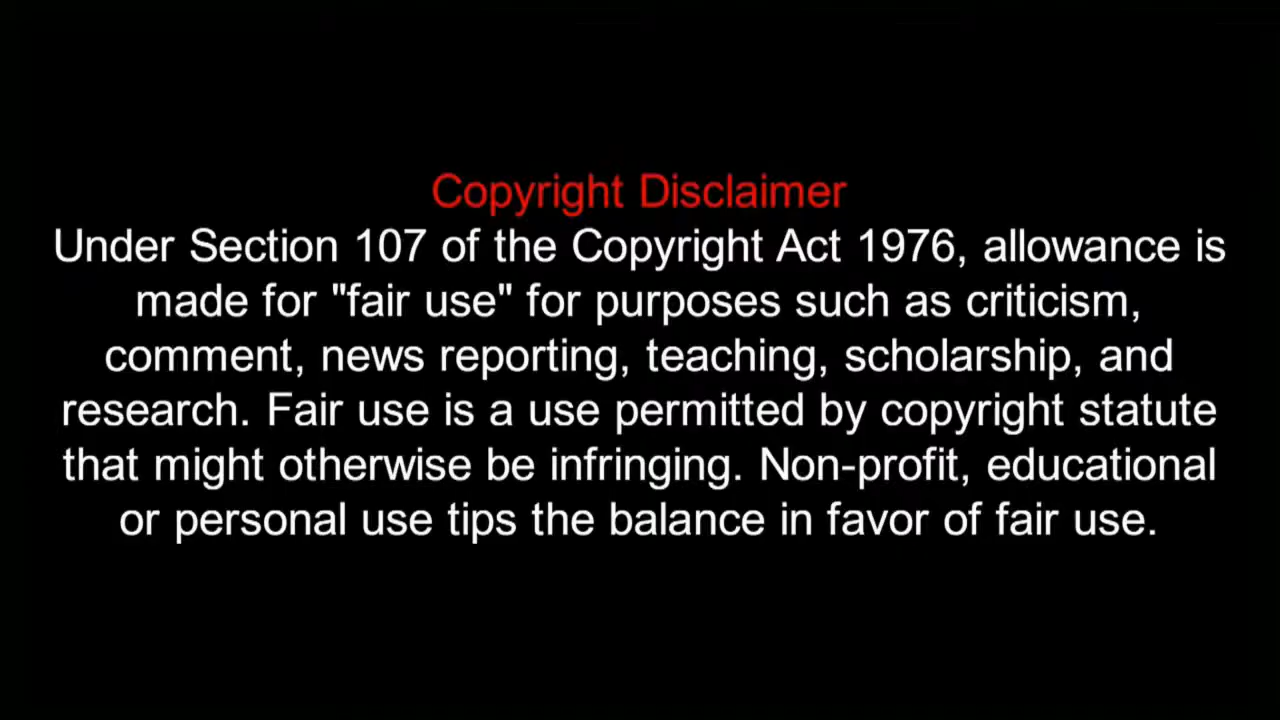 Copyright Disclaimer
Under Section 107 of the Copyright Act 1976, allowance is
made for "fair use" for purposes such as criticism,
comment, news reporting, teaching, scholarship, and
research. Fair use is a use permitted by copyright statute
that might otherwise be infringing. Non-profit, educational
or personal use tips the balance in favor of fair use.